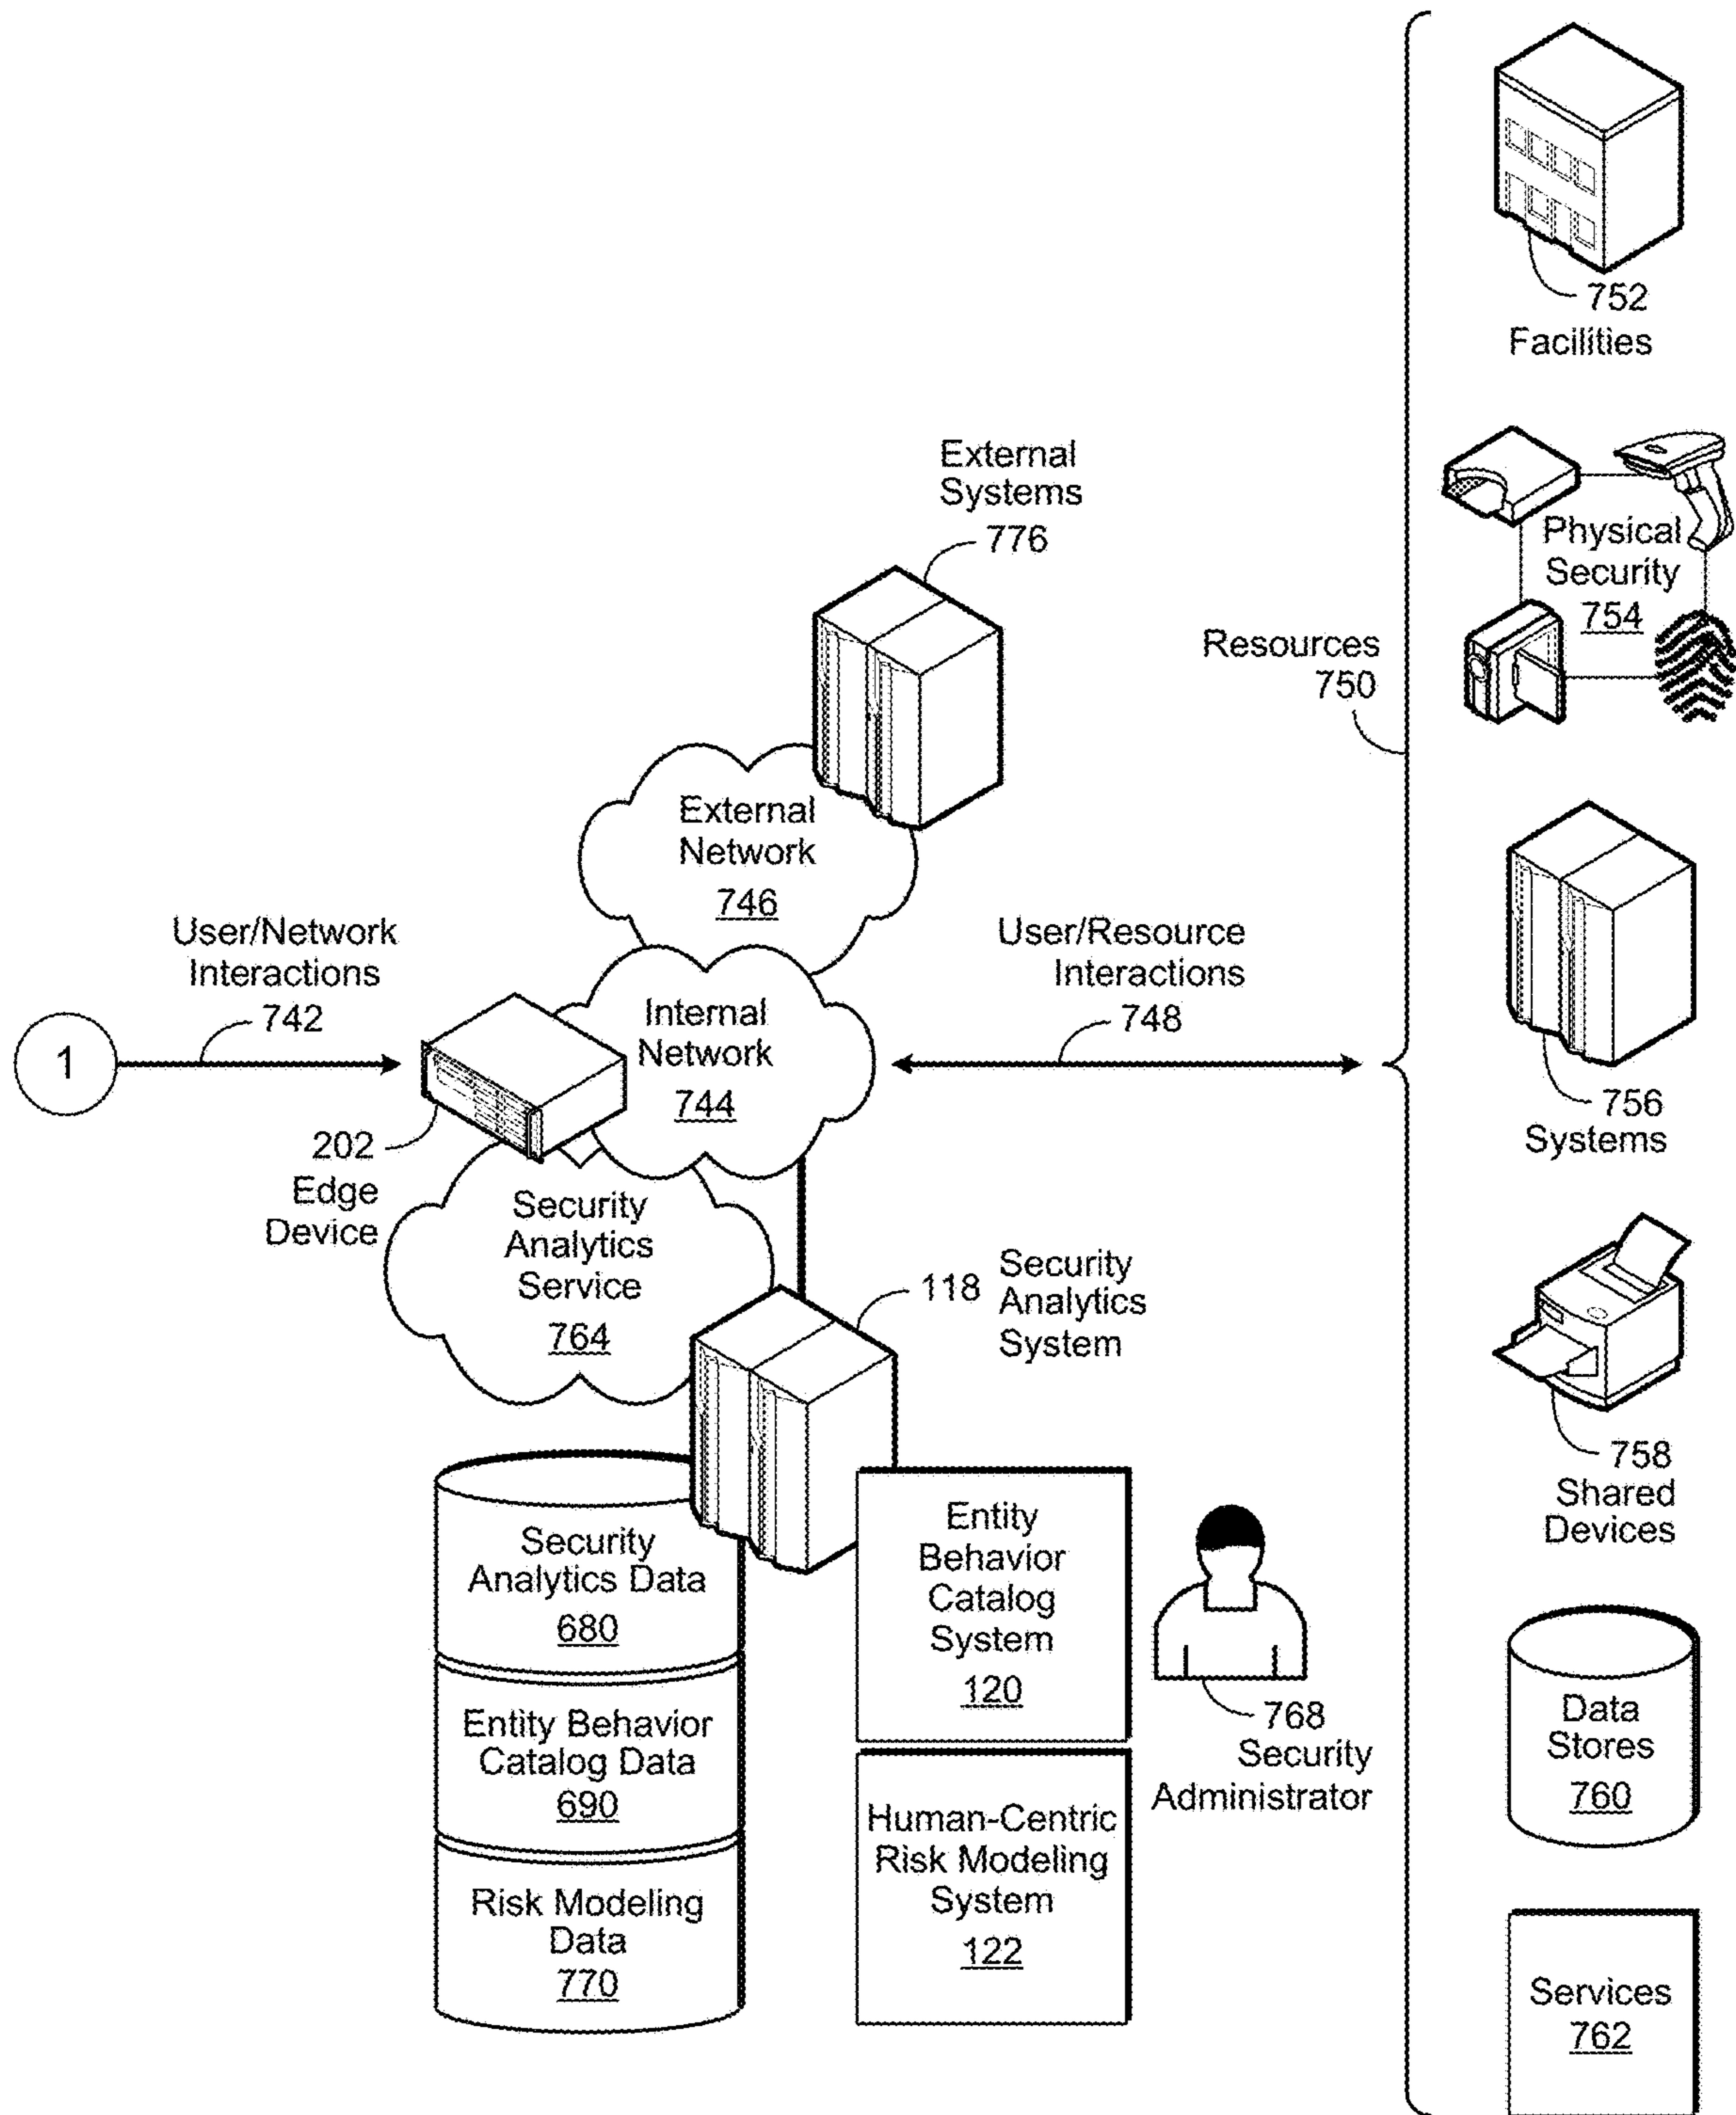 752
Facilities
External
Systems
776
Physical
Security
754
Resources
750
External
Network
746
User/Network
Interactions
742
User/Resource
Interactions
748
1
Internal
Network
744
202
Edge
Device
756
Systems
Security
Analytics
Service
764
118
Security
Analytics
System
758
Shared
Devices
Security
Analytics Data
680
Entity
Behavior
Catalog
System
120
Entity Behavior
Catalog Data
690
768
Security
Administrator
Data
Stores
760
Human-Centric
Risk Modeling
System
122
Risk Modeling
Data
770
Services
762